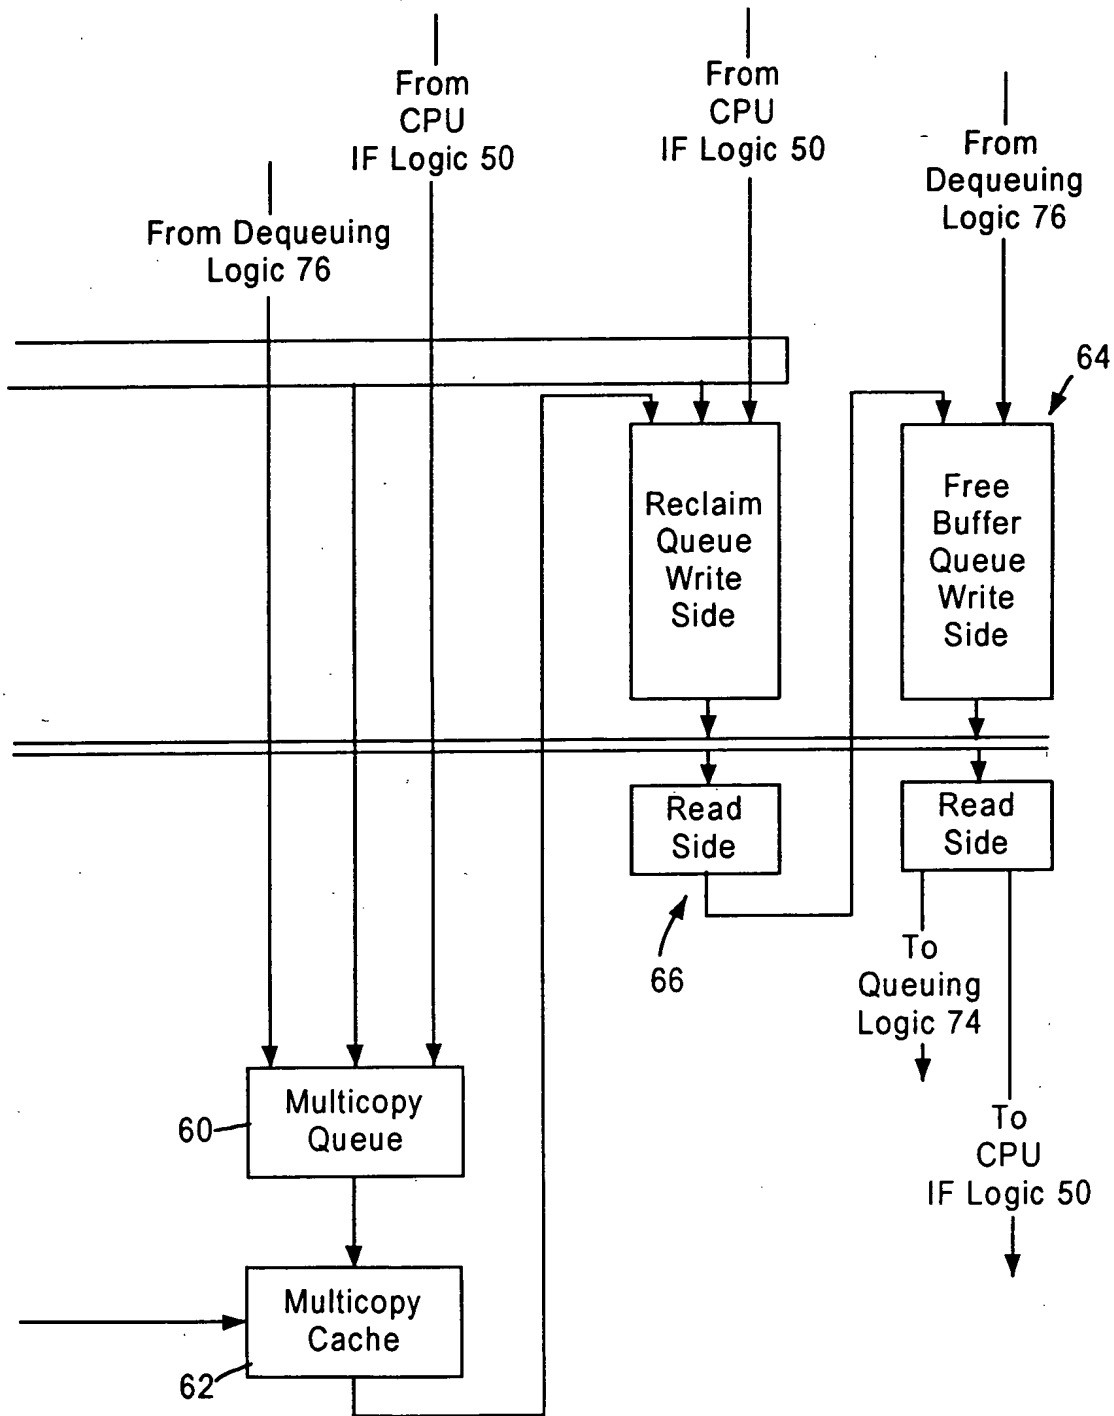 From
CPU
IF Logic 50
From
CPU
IF Logic 50
From
Dequeuing
Logic 76
From Dequeuing
Logic 76
64
Reclaim
Queue
Write
Side
Free
Buffer
Queue
Write
Side
Read
Side
Read
Side
66
To
Queuing
Logic 74
To
CPU
IF Logic 50
60
Multicopy
Queue
Multicopy
Cache
62